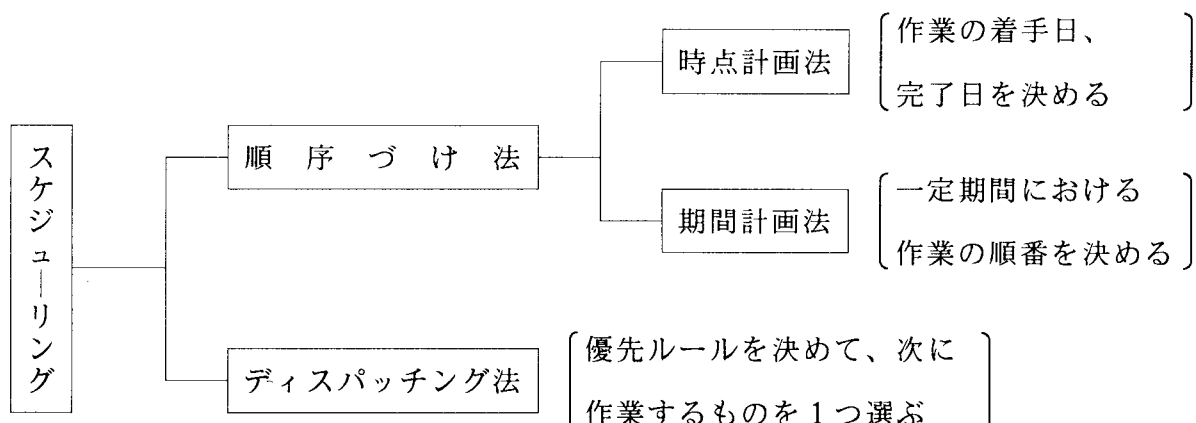 スケジューリング
順序づけ法
時点計画法
作業の着手日、
完了日を決める
期間計画法
一定期間における
作業の順番を決める
ディスパッチング法
優先ルールを決めて、次に
作業するものを1つ選ぶ